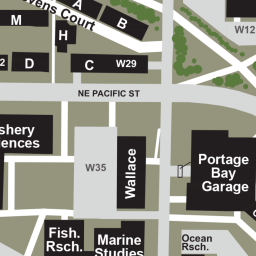 M
A
B
vens Court
H
W12
2
D
C
W29
NE PACIFIC ST
shery
ences
W35
Wallace
Portage
Bay
Garage
Fish.
Rsch.
Marine
Studies
Ocean
Rsch.